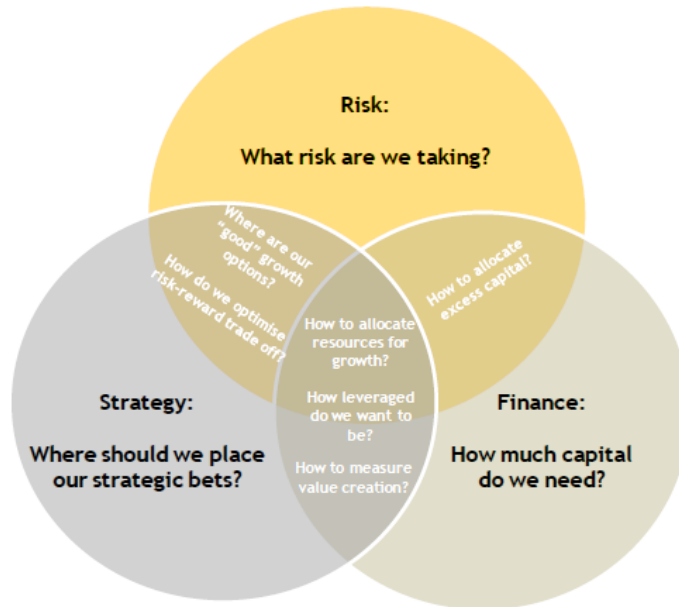 Risk:
What risk are we taking?
Where are our
"good" growth
options?
How do we optimise
risk-reward trade off?
How to allocate
excess capital?
How to allocate
resources for
growth?
How leveraged
do we want to
be?
How to measure
value creation?
Strategy:
Where should we place
our strategic bets?
Finance:
How much capital
do we need?